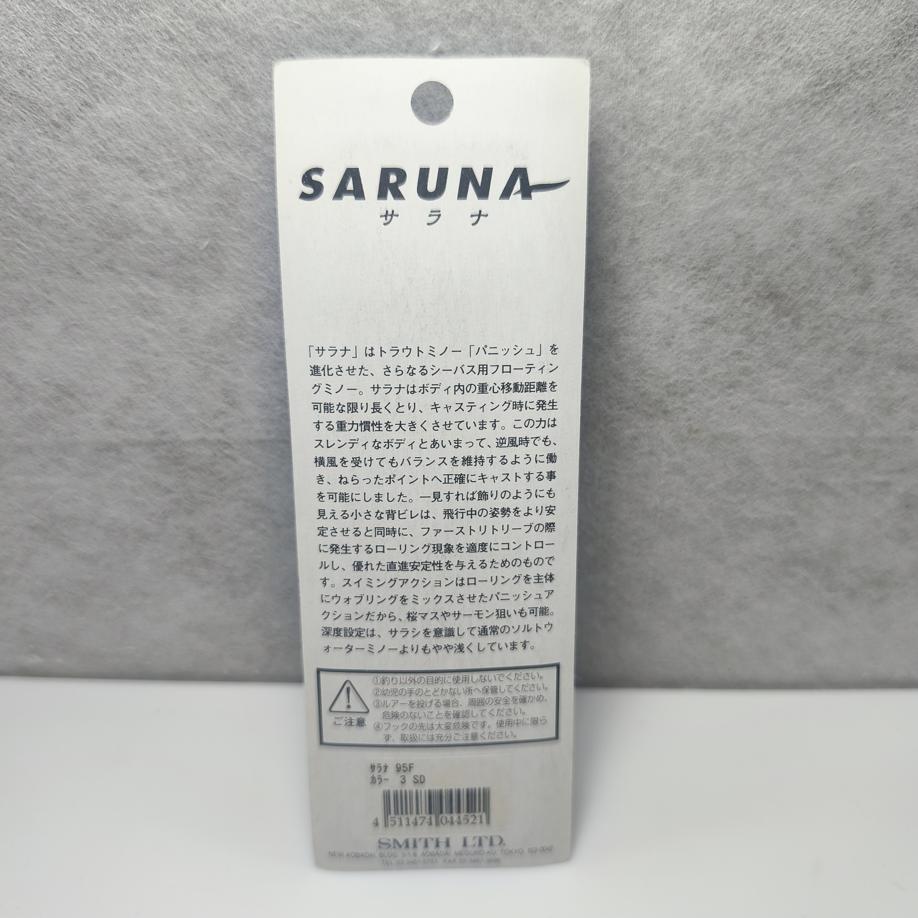 SARUNA
サラナ
「サラナ」はトラウトミノー「パニッシュ」を
進化させた、さらなるシーバス用フローティン
グミノー。サラナはボディ内の重心移動距離を
可能な限り長くとり、キャスティング時に発生
する重力慣性を大きくさせています。この力は
スレンディなボディとあいまって、逆風時でも、
横風を受けてもバランスを維持するように働
き、ねらったポイントへ正確にキャストする事
を可能にしました。一見すれば飾りのようにも
見える小さな背ビレは、飛行中の姿勢をより安
定させると同時に、ファーストリトリーブの際
に発生するローリング現象を適度にコントロー
ルし、優れた直進安定性を与えるためのもので
す。スイミングアクションはローリングを主体
にウォブリングをミックスさせたパニッシュア
クションだから、桜マスやサーモン狙いも可能。
深度設定は、サラシを意識して通常のソルトウ
ォーターミノーよりもやや浅くしています。
ご注意
①釣り以外の目的に使用しないでください。
②幼児の手のとどかない所へ保管してください。
③ルアーを投げる場合、周囲の安全を確かめ、
危険のないことを確認してください。
④フックの先は大変危険です。使用中に限ら
ず、取扱には充分ご注意ください。
サラナ 95F
カラー 3 SD
4 511474 044521
SMITH LTD.